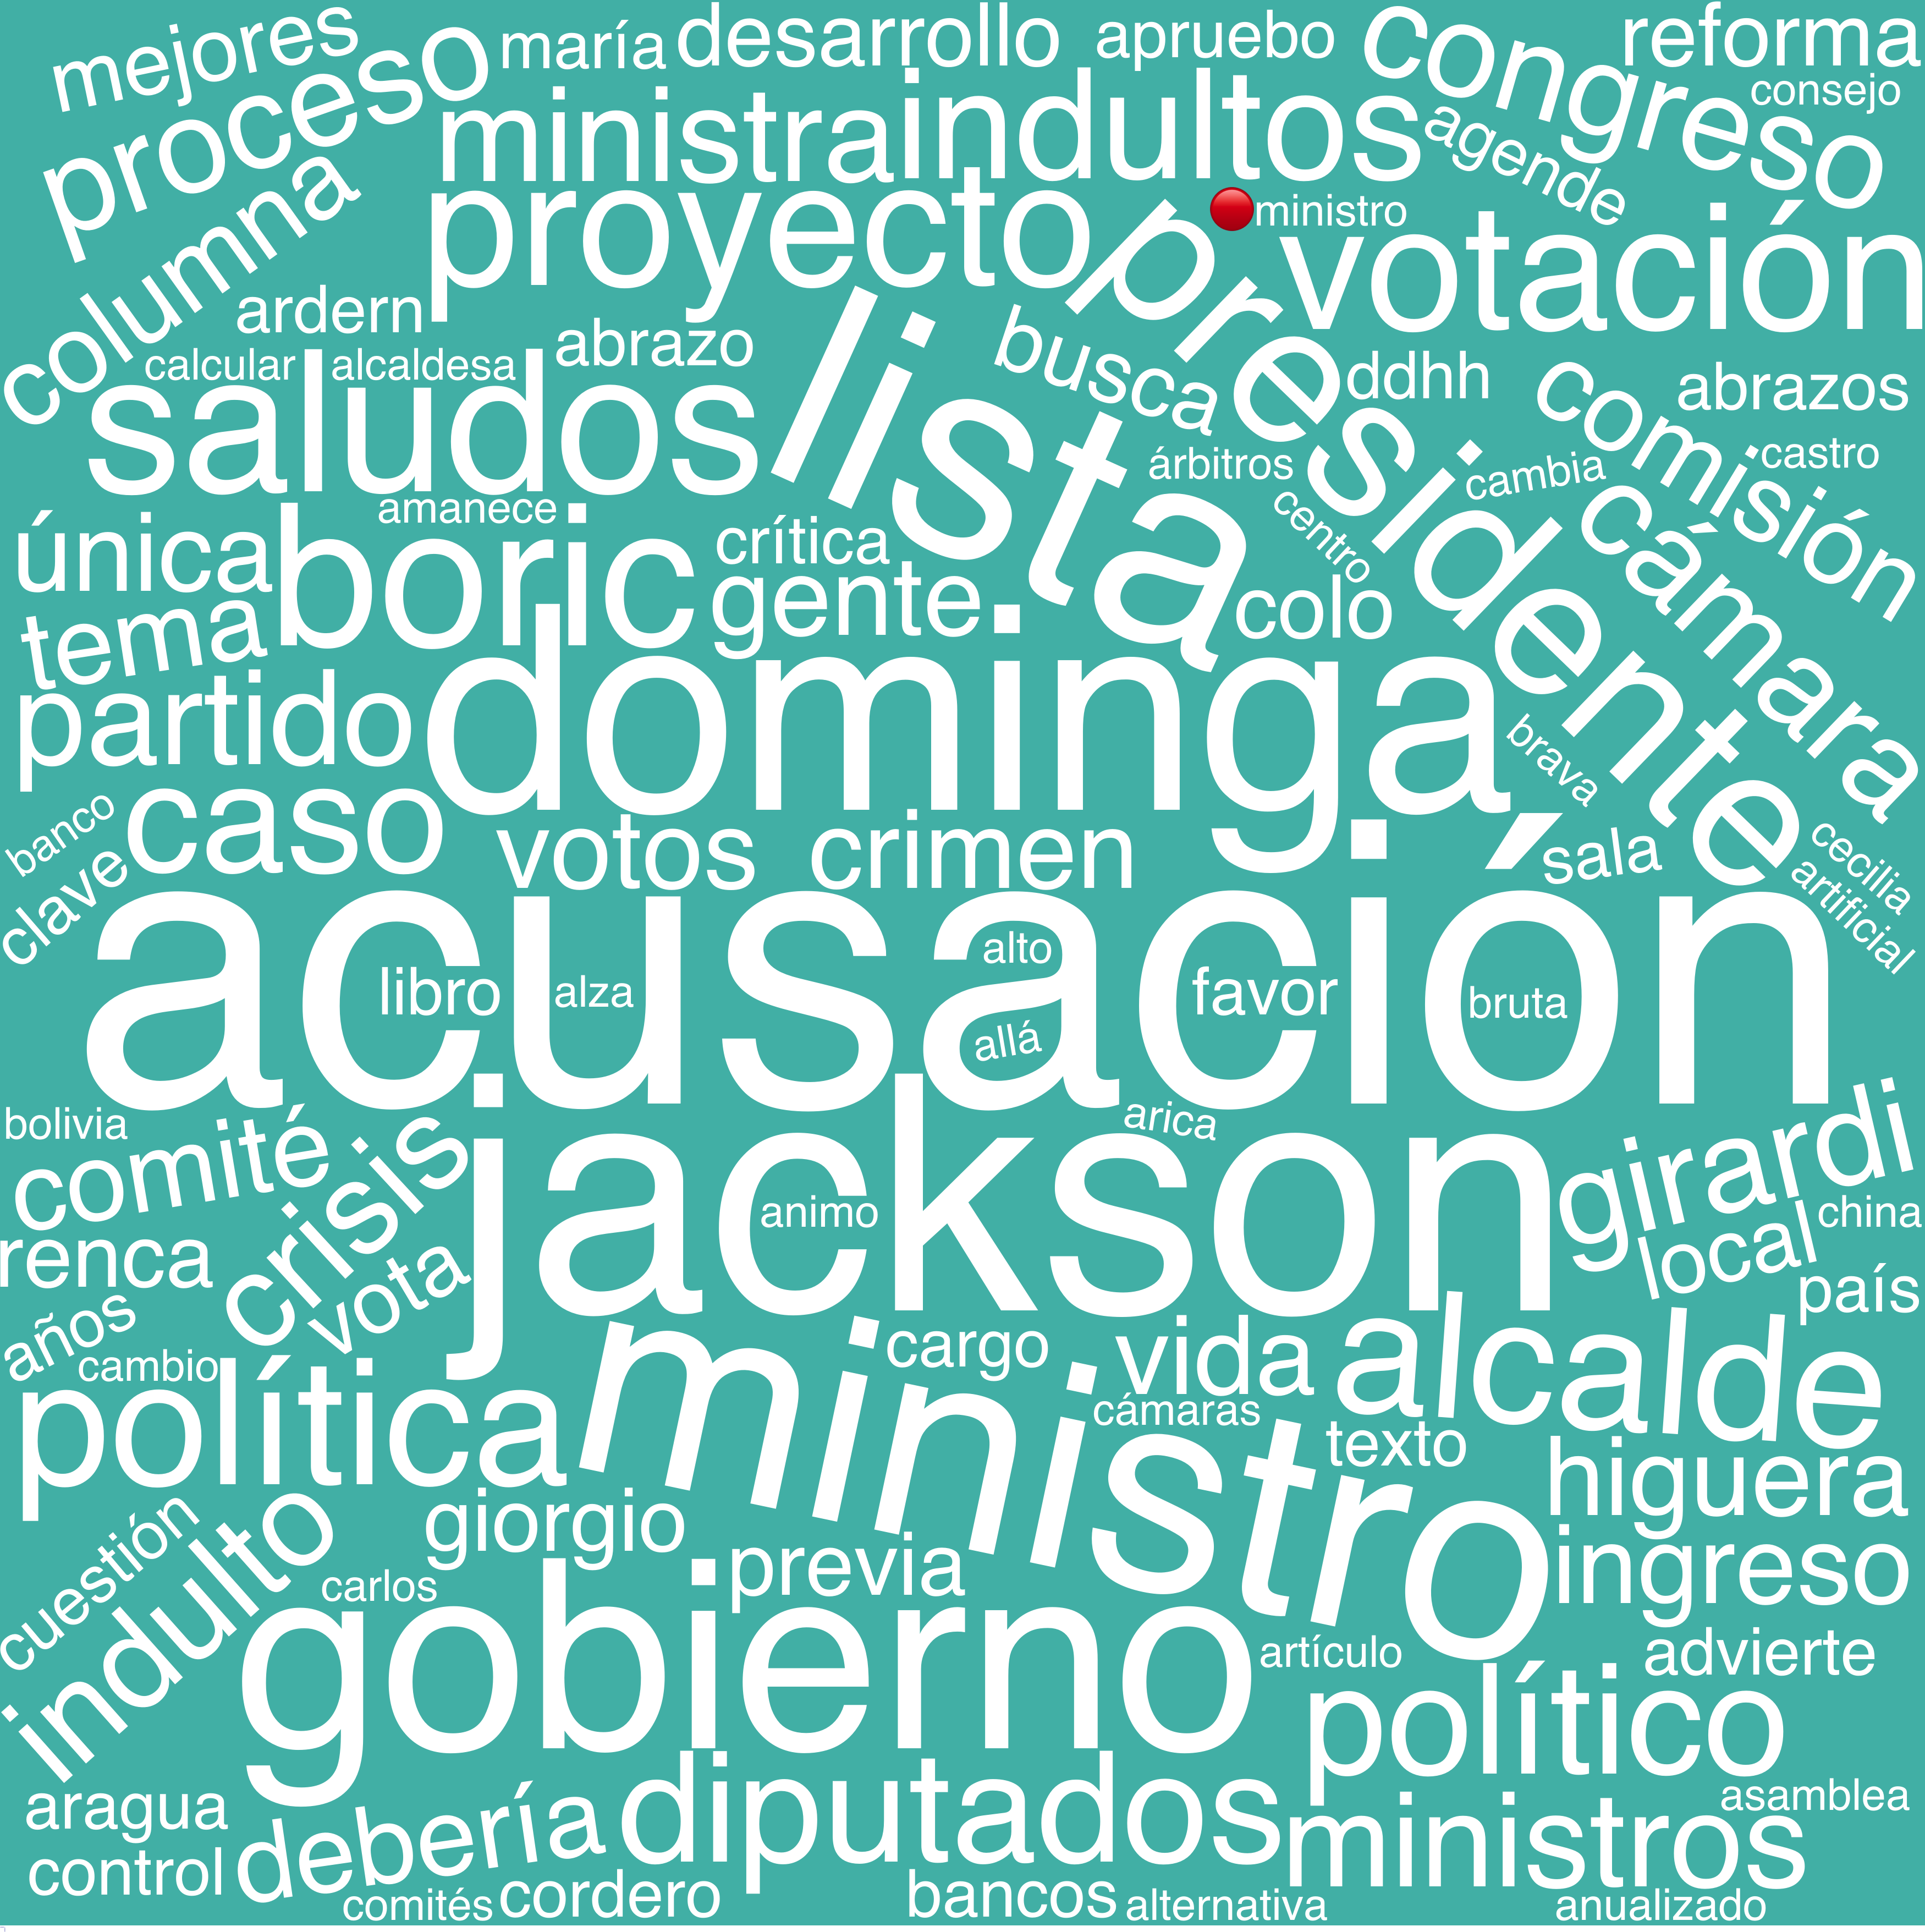 mejores
proceso
maría
desarrollo
apruebo
congreso
reforma
consejo
columna
ministra
indultos
agende
proyecto
🔴ministro
votación
ardern
calcular
alcaldesa
abrazo
saludos
lista
busca
presidente
ddhh
comisión
abrazos
castro
amanece
árbitros
cambia
centro
única
boric
crítica
gente
colo
cámara
tema
partido
dominga
brava
banco
caso
votos
crimen
sala
cecilia
artificial
clave
acusación
libro
alza
alto
allá
favor
bruta
bolivia
comité
crisis
jackson
animo
arica
girardi
china
local
renca
vota
país
años
cambio
política
ministro
cargo
vida
alcalde
cámaras
texto
higuera
cuestión
indulto
giorgio
previa
ingreso
carlos
gobierno
artículo
advierte
político
aragua
debería
diputados
ministros
asamblea
control
comités
cordero
bancos
alternativa
anualizado